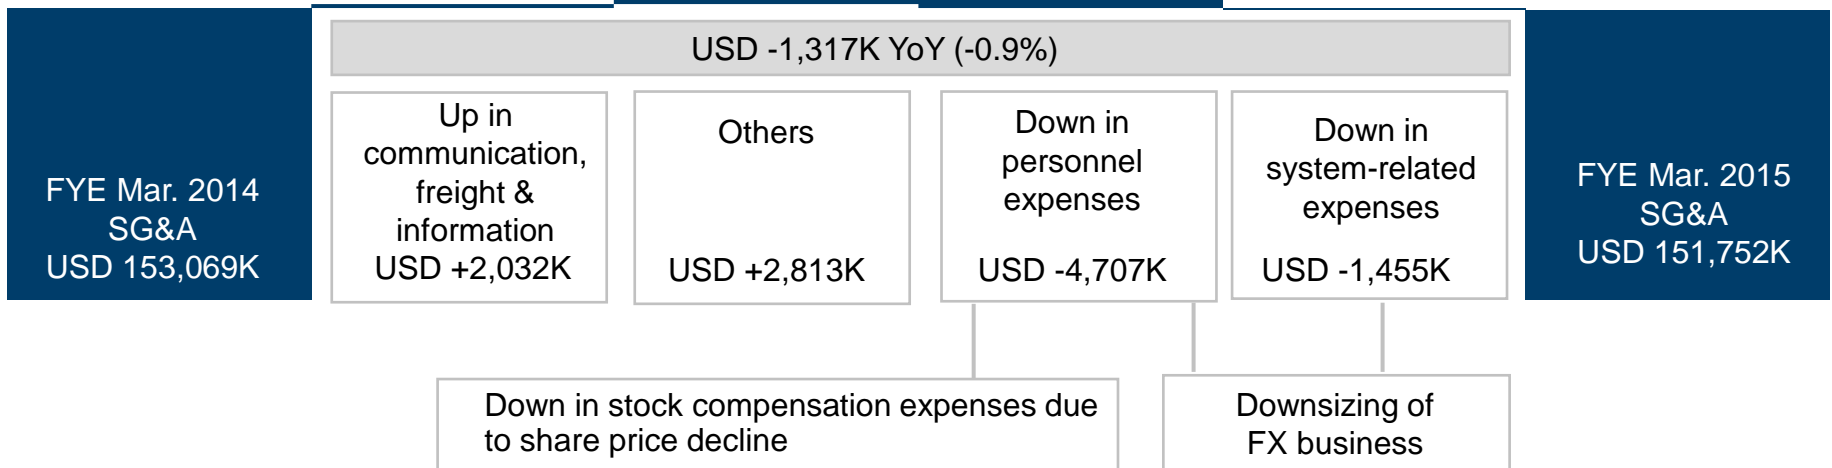 USD -1,317K YoY (-0.9%)
FYE Mar. 2014
SG&A
USD 153,069K
Up in
communication,
freight &
information
USD +2,032K
Others
USD +2,813K
Down in
personnel
expenses
USD -4,707K
Down in
system-related
expenses
USD -1,455K
FYE Mar. 2015
SG&A
USD 151,752K
Down in stock compensation expenses due
to share price decline
Downsizing of
FX business